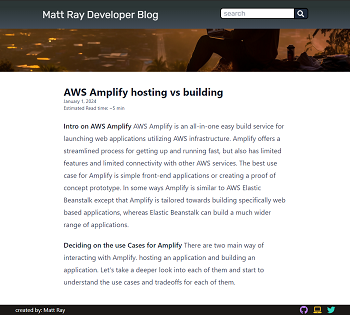 Matt Ray Developer Blog
search
AWS Amplify hosting vs building
January 1, 2024
Estimated Read time: ~5 min
Intro on AWS Amplify AWS Amplify is an all-in-one easy build service for
launching web applications utilizing AWS infrastructure. Amplify offers a
streamlined process for getting up and running fast, but also has limited
features and limited connectivity with other AWS services. The best use
case for Amplify is simple front-end applications or creating a proof of
concept prototype. In some ways Amplify is similar to AWS Elastic
Beanstalk except that Amplify is tailored towards building specifically web
based applications, whereas Elastic Beanstalk can build a much wider
range of applications.
Deciding on the use Cases for Amplify There are two main way of
interacting with Amplify, hosting an application and building an
application. Let's take a deeper look into each of them and start to
understand the use cases and tradeoffs for each of them.
created by: Matt Ray